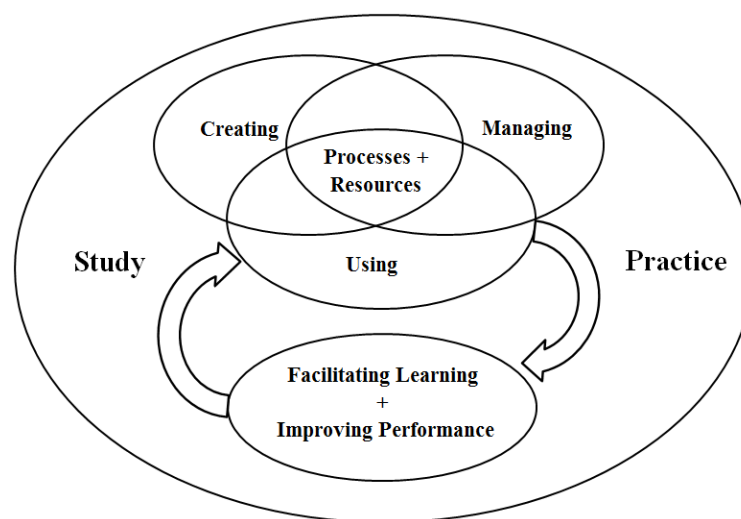 Creating
Managing
Processes +
Resources
Study
Practice
Using
Facilitating Learning
+
Improving Performance